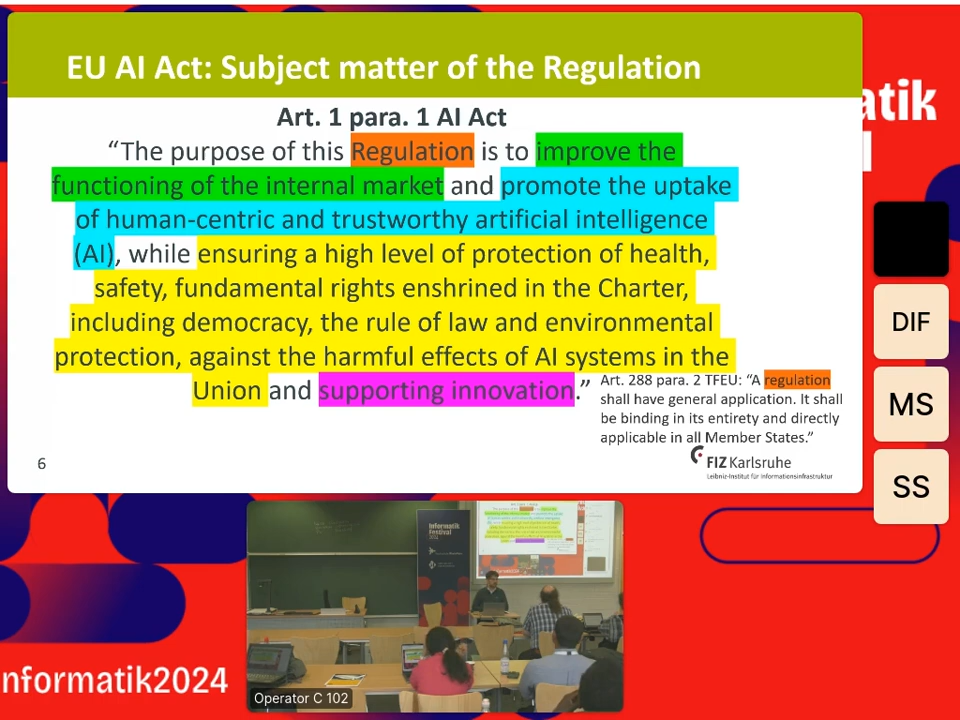 EU AI Act: Subject matter of the Regulation
Art. 1 para. 1 AI Act
“The purpose of this Regulation is to improve the
functioning of the internal market and promote the uptake
of human-centric and trustworthy artificial intelligence
(AI), while ensuring a high level of protection of health,
safety, fundamental rights enshrined in the Charter,
including democracy, the rule of law and environmental
protection, against the harmful effects of AI systems in the
Union and supporting innovation.”
Art. 288 para. 2 TFEU: “A regulation
shall have general application. It shall
be binding in its entirety and directly
applicable in all Member States.”
6
FIZ Karlsruhe
Leibniz-Institut für Informationsinfrastruktur
atik
DIF
MS
SS
Informatik
Festival
2024
nformatik2024
Operator C 102